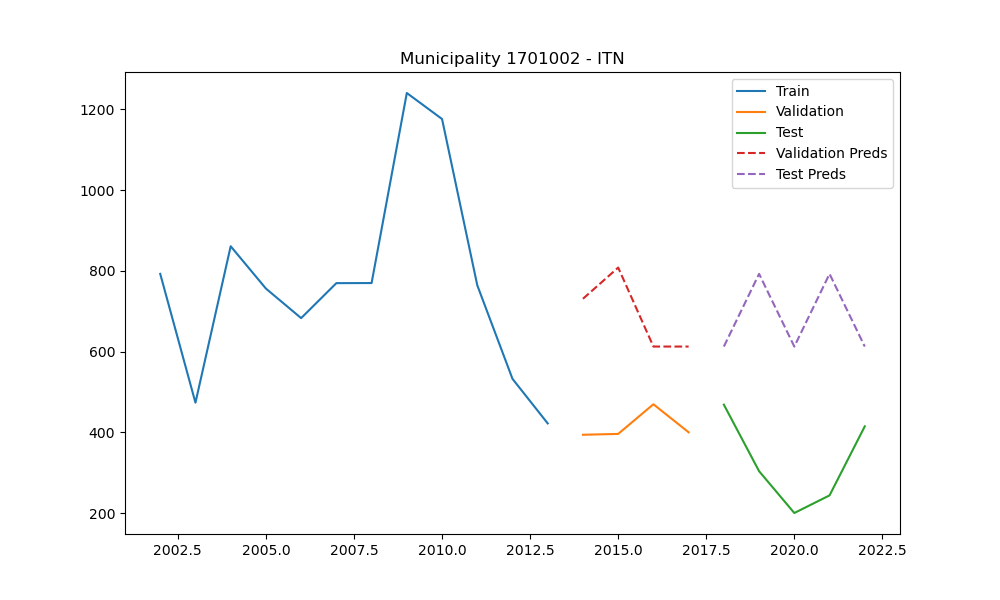 Municipality 1701002 - ITN
Train
Validation
Test
Validation Preds
Test Preds
1200
1000
800
600
400
200
2002.5 2005.0 2007.5 2010.0 2012.5 2015.0 2017.5 2020.0 2022.5